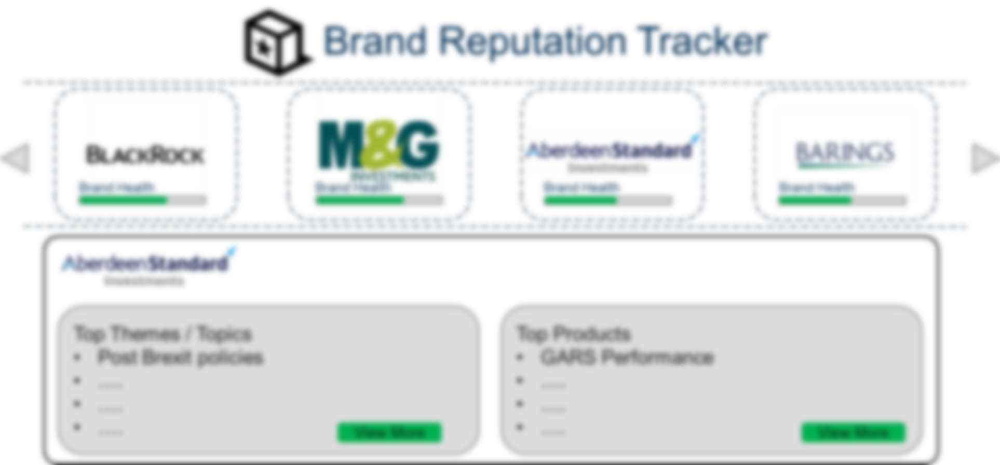 Brand Reputation Tracker
BLACKROCK
Brand Health
M&G
INVESTMENTS
Brand Health
AberdeenStandard
Investments
Brand Health
BARINGS
Brand Health
AberdeenStandard
Investments
Top Themes / Topics
• Post Brexit policies
• ....
• ....
• ....
View More
Top Products
• GARS Performance
• ....
• ....
• ....
View More